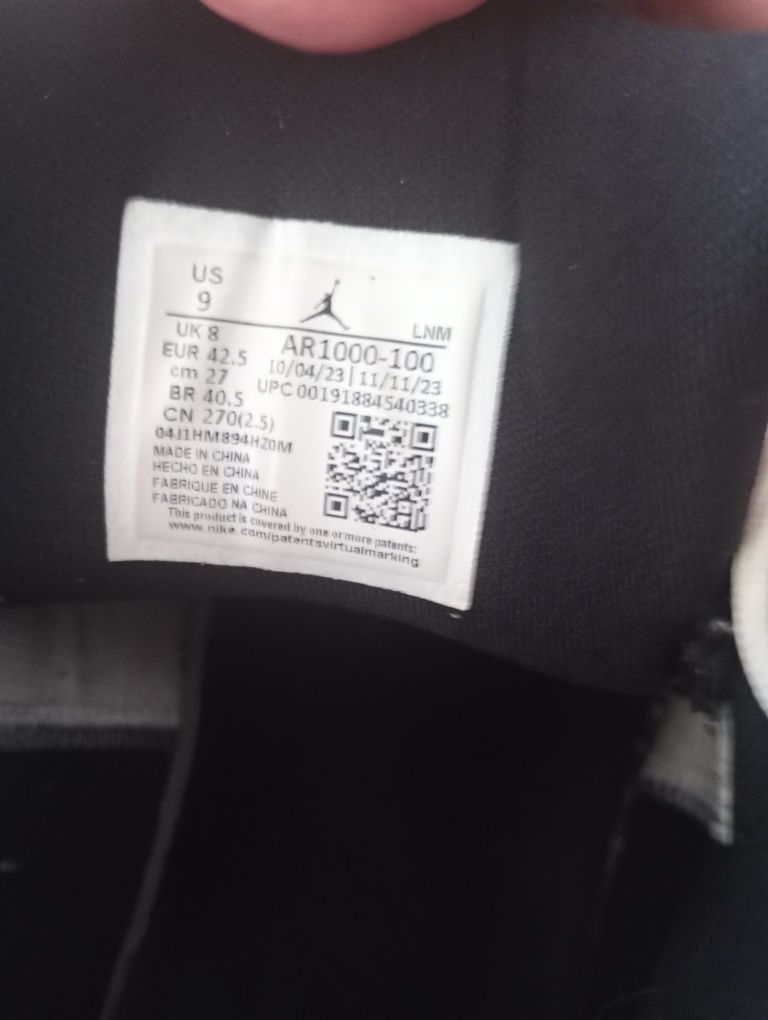 US
9
LNM
UK 8
AR1000-100
EUR 42.5
10/04/23 | 11/11/23
cm 27
UPC 00191884540338
BR 40.5
CN 270(2.5)
04J1HM894HZ0M
MADE IN CHINA
HECHO EN CHINA
FABRIQUE EN CHINE
FABRICADO NA CHINA
This product is covered by one or more patents:
www.nike.com/patentsvirtualmarking